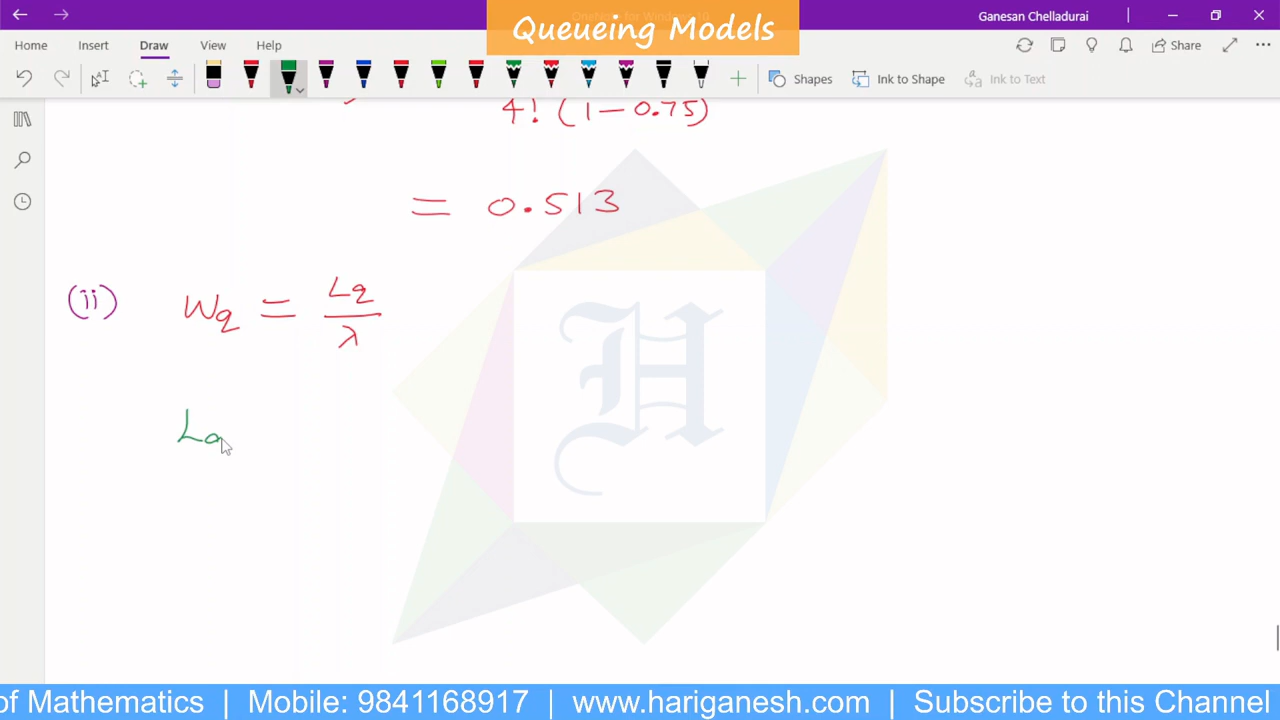 Queueing Models
Ganesan Chelladurai
Home Insert Draw View Help
Share
Shapes
Ink to Shape
Ink to Text
4! (1 - 0.75)
= 0.513
(ii) Wq = Lq / λ
Lq
H
of Mathematics | Mobile: 9841168917 | www.hariganesh.com | Subscribe to this Channel